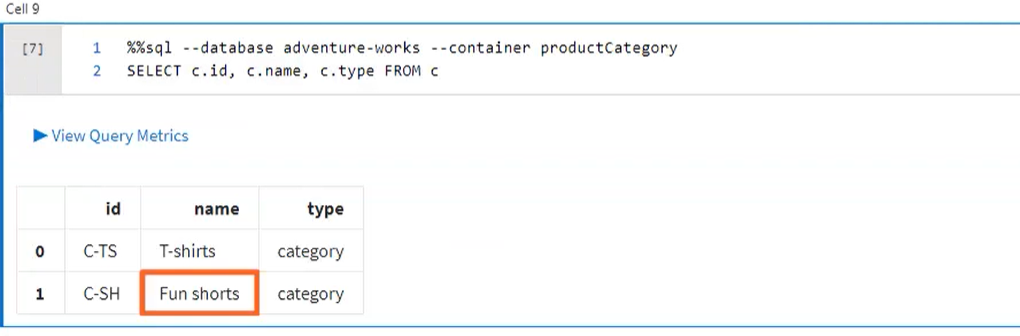 Cell 9
[7] 1 %%sql --database adventure-works --container productCategory
2 SELECT c.id, c.name, c.type FROM c
▶ View Query Metrics
id name type
0 C-TS T-shirts category
1 C-SH Fun shorts category